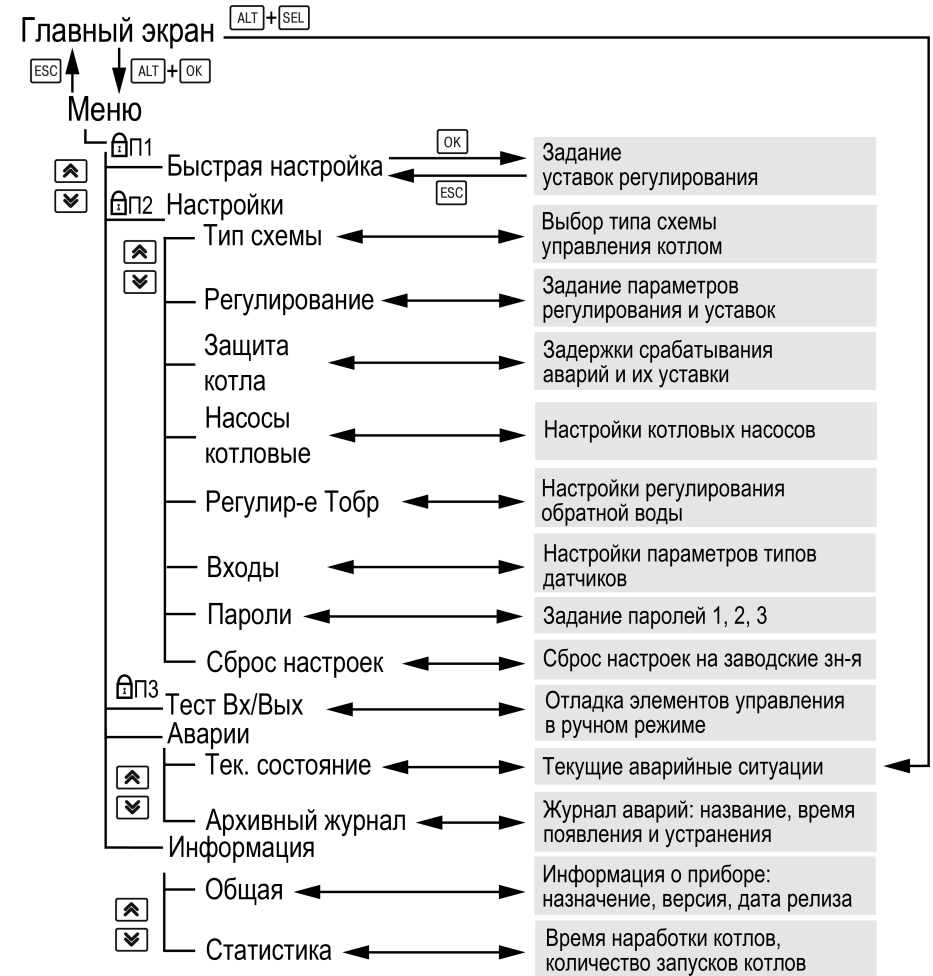 ALT+SEL
Главный экран
ESC
ALT+OK
Меню
П1
Быстрая настройка
OK
ESC
Задание
уставок регулирования
П2 Настройки
Тип схемы
Выбор типа схемы
управления котлом
Регулирование
Задание параметров
регулирования и уставок
Защита
котла
Задержки срабатывания
аварий и их уставки
Насосы
котловые
Настройки котловых насосов
Регулир-е Тобр
Настройки регулирования
обратной воды
Входы
Настройки параметров типов
датчиков
Пароли
Задание паролей 1, 2, 3
Сброс настроек
Сброс настроек на заводские зн-я
П3
Тест Вх/Вых
Отладка элементов управления
в ручном режиме
Аварии
Тек. состояние
Текущие аварийные ситуации
Архивный журнал
Журнал аварий: название, время
появления и устранения
Информация
Общая
Информация о приборе:
назначение, версия, дата релиза
Статистика
Время наработки котлов,
количество запусков котлов